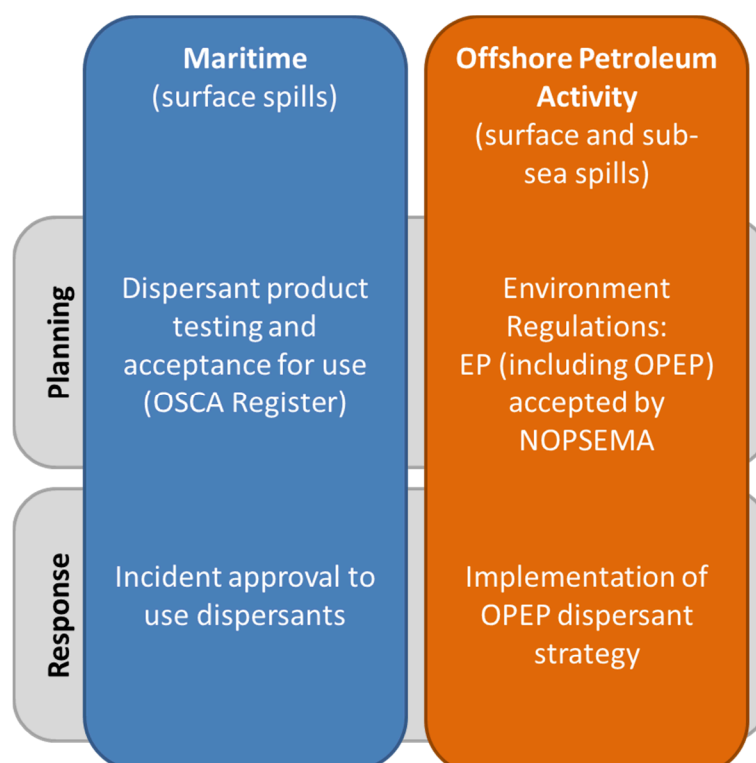 Maritime
(surface spills)
Offshore Petroleum
Activity
(surface and sub-
sea spills)
Planning
Dispersant product
testing and
acceptance for use
(OSCA Register)
Environment
Regulations:
EP (including OPEP)
accepted by
NOPSEMA
Response
Incident approval to
use dispersants
Implementation of
OPEP dispersant
strategy